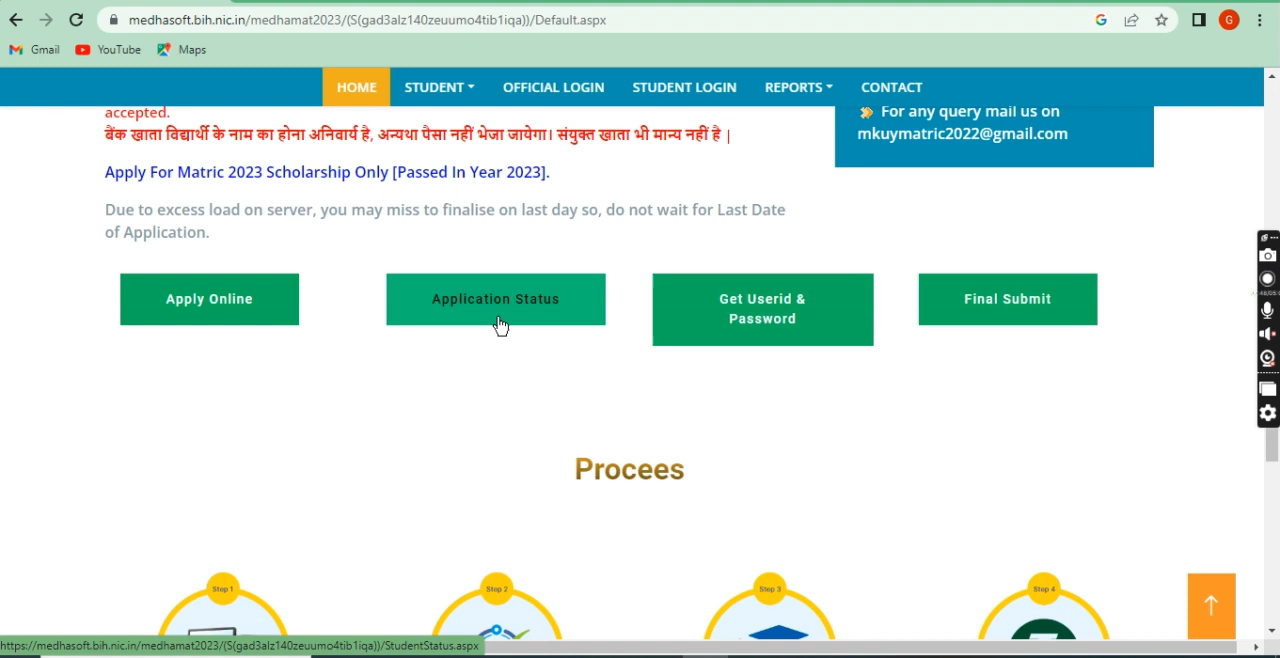 medhasoft.bih.nic.in/medhamat2023/(S(gad3alz140zeuumo4tib1iqa))/Default.aspx
G
Gmail YouTube Maps
HOME STUDENT OFFICIAL LOGIN STUDENT LOGIN REPORTS CONTACT
accepted.
बैंक खाता विद्यार्थी के नाम का होना अनिवार्य है, अन्यथा पैसा नहीं भेजा जायेगा। संयुक्त खाता भी मान्य नहीं है |
Apply For Matric 2023 Scholarship Only [Passed In Year 2023].
Due to excess load on server, you may miss to finalise on last day so, do not wait for Last Date
of Application.
For any query mail us on
mkuymatric2022@gmail.com
Apply Online
Application Status
Get Userid &
Password
Final Submit
Procees
Step 1
Step 2
Step 3
Step 4
https://medhasoft.bih.nic.in/medhamat2023/(S(gad3alz140zeuumo4tib1iqa))/StudentStatus.aspx